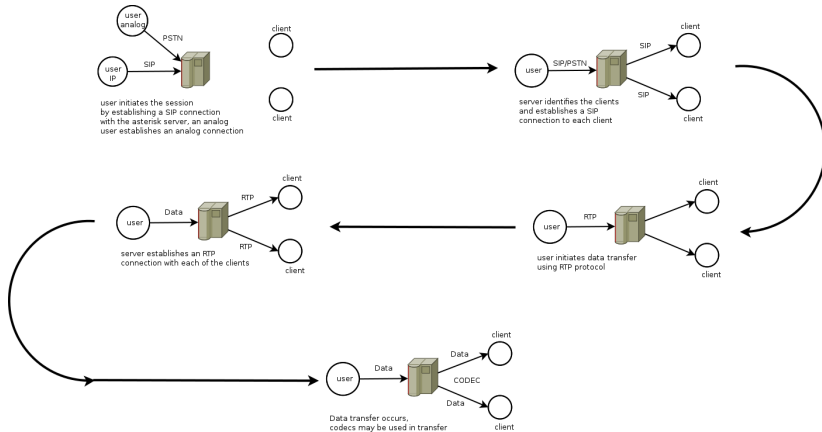 user
analog
PSTN
SIP
user
IP
client
client
user initiates the session
by establishing a SIP connection
with the asterisk server, an analog
user establishes an analog connection
user
SIP/PSTN
SIP
SIP
client
client
server identifies the clients
and establishes a SIP
connection to each client
user
Data
RTP
RTP
client
client
server establishes an RTP
connection with each of the clients
user
RTP
client
client
user initiates data transfer
using RTP protocol
user
Data
Data
CODEC
Data
client
client
Data transfer occurs,
codecs may be used in transfer